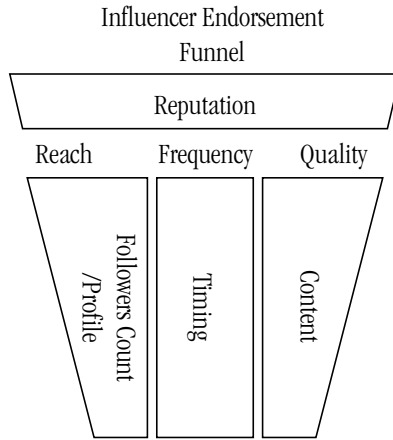 Influencer Endorsement
Funnel
Reputation
Reach
Frequency
Quality
Followers Count
/Profile
Timing
Content